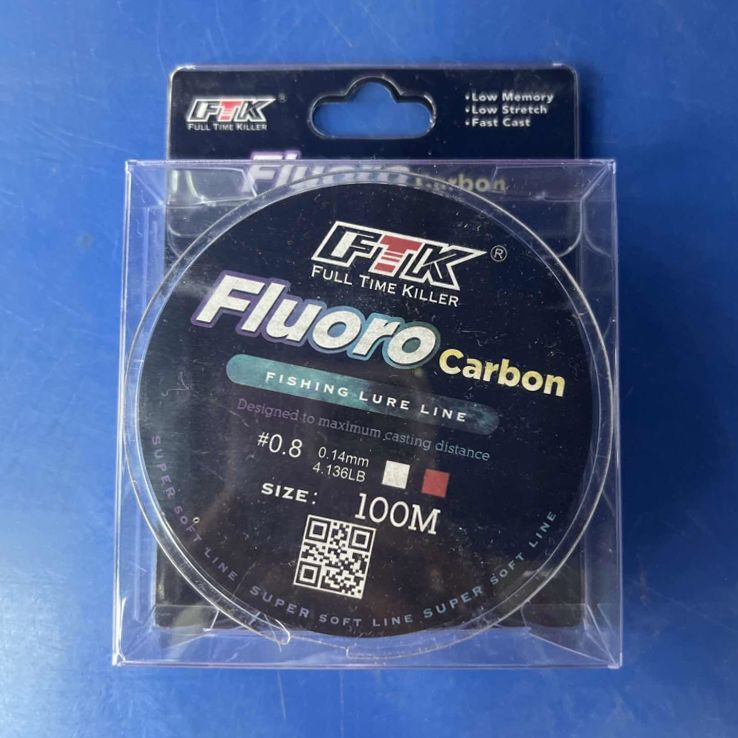 FTK ®
FULL TIME KILLER
•Low Memory
•Low Stretch
•Fast Cast
Fluoro Carbon
FTK ®
FULL TIME KILLER
Fluoro Carbon
FISHING LURE LINE
Designed to maximum casting distance
#0.8
0.14mm
4.136LB
SIZE: 100M
SUPER SOFT LINE SUPER SOFT LINE SUPER SOFT LINE